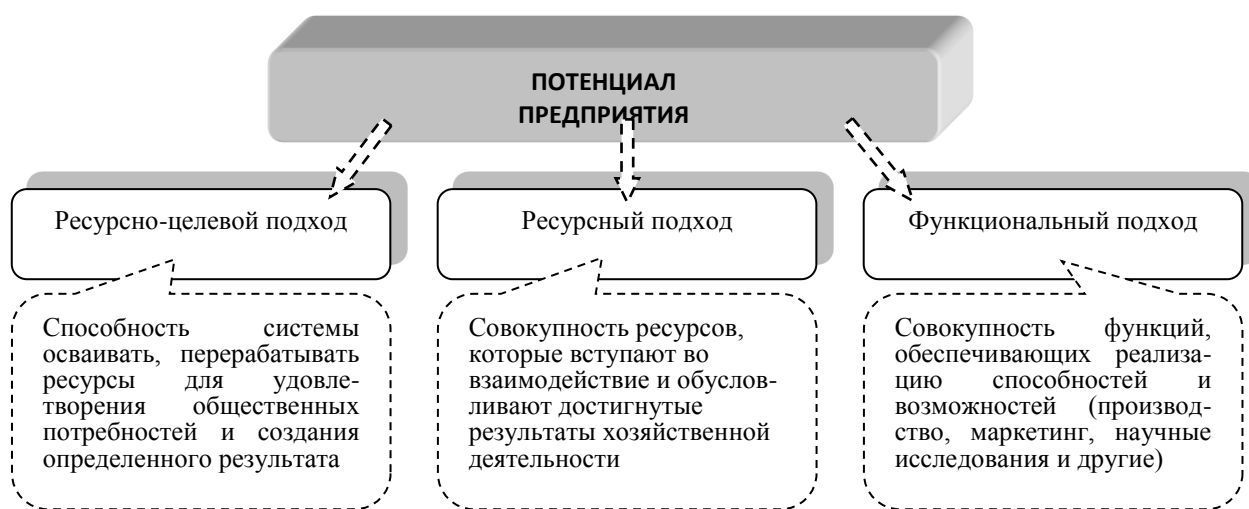 ПОТЕНЦИАЛ
ПРЕДПРИЯТИЯ
Ресурсно-целевой подход
Ресурсный подход
Функциональный подход
Способность системы
осваивать, перерабатывать
ресурсы для удовле-
творения общественных
потребностей и создания
определенного результата
Совокупность ресурсов,
которые вступают во
взаимодействие и обуслов-
ливают достигнутые
результаты хозяйственной
деятельности
Совокупность функций,
обеспечивающих реализа-
цию способностей и
возможностей (производ-
ство, маркетинг, научные
исследования и другие)